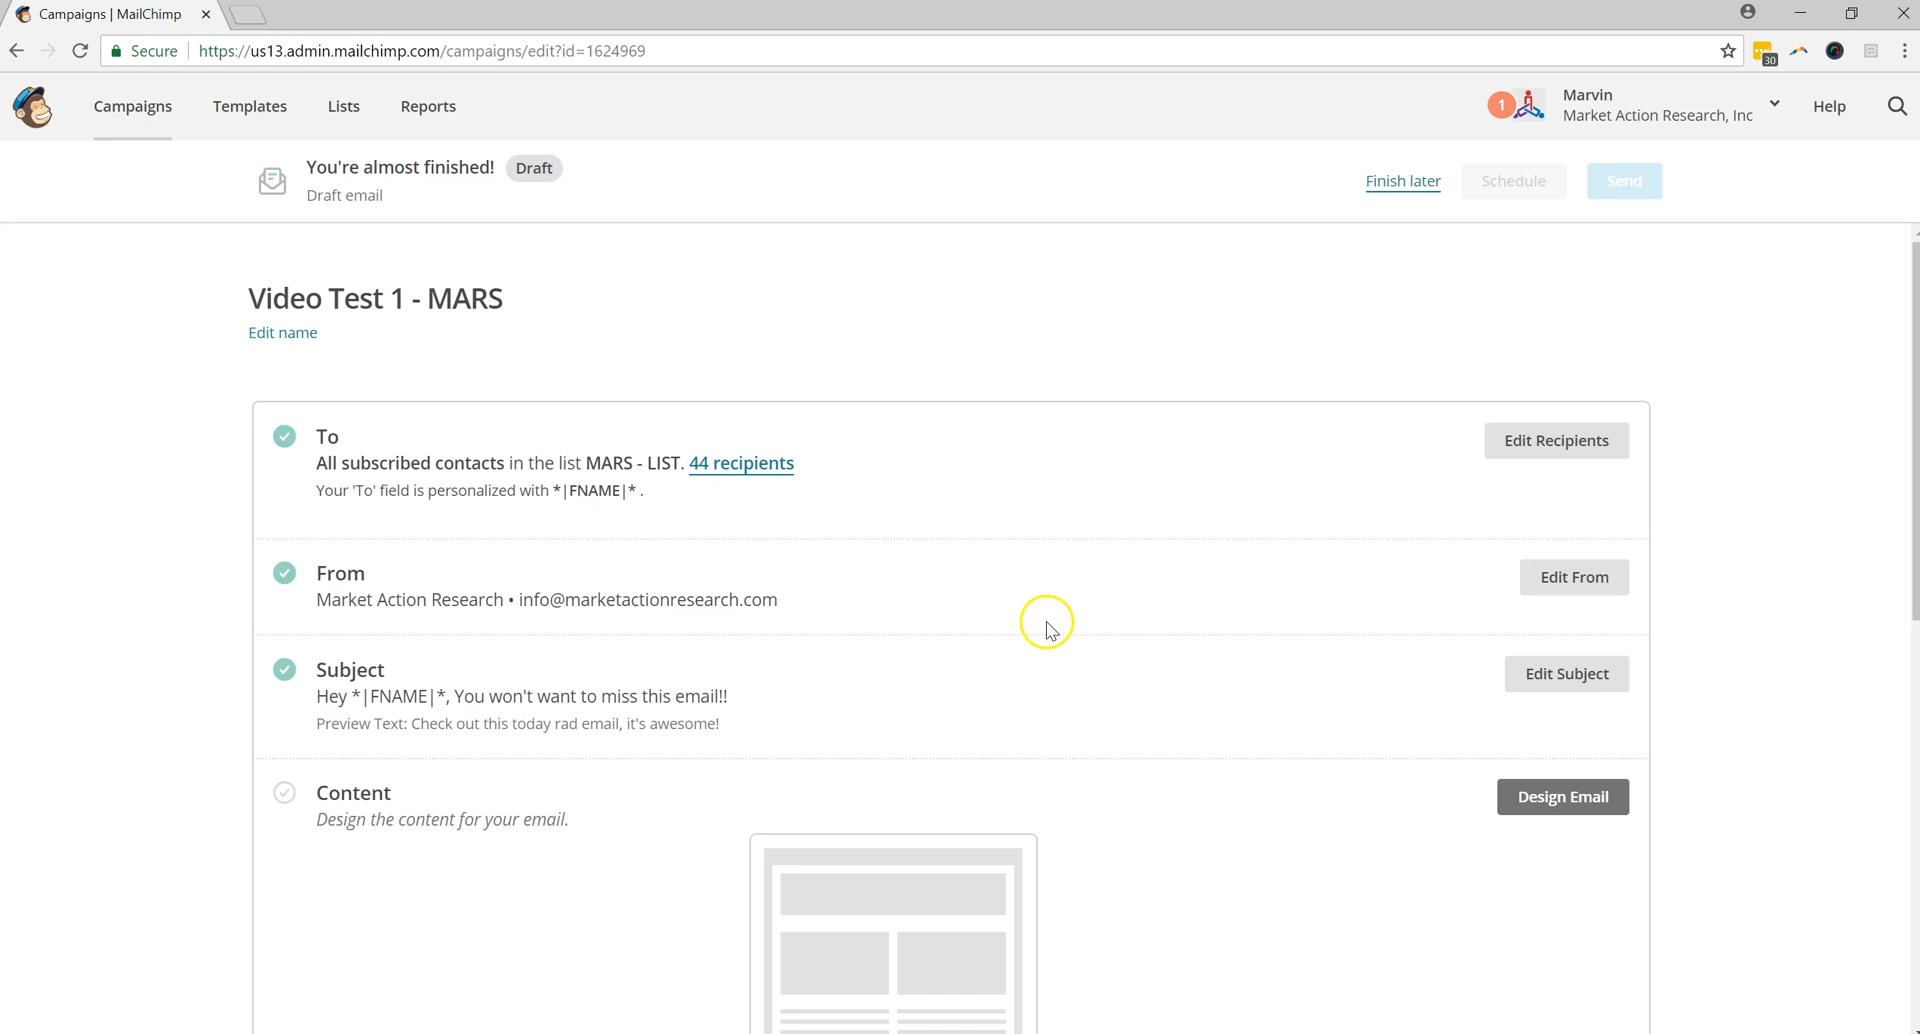 Campaigns | MailChimp
Secure
https://us13.admin.mailchimp.com/campaigns/edit?id=1624969
30
Campaigns
Templates
Lists
Reports
1
Marvin
Market Action Research, Inc
Help
You're almost finished!
Draft
Draft email
Finish later
Schedule
Send
Video Test 1 - MARS
Edit name
To
All subscribed contacts in the list MARS - LIST. 44 recipients
Your 'To' field is personalized with *|FNAME|* .
Edit Recipients
From
Market Action Research • info@marketactionresearch.com
Edit From
Subject
Hey *|FNAME|*, You won't want to miss this email!!
Preview Text: Check out this today rad email, it's awesome!
Edit Subject
Content
Design the content for your email.
Design Email